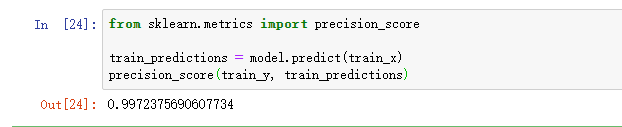 In [24]: from sklearn.metrics import precision_score
train_predictions = model.predict(train_x)
precision_score(train_y, train_predictions)
Out[24]: 0.9972375690607734